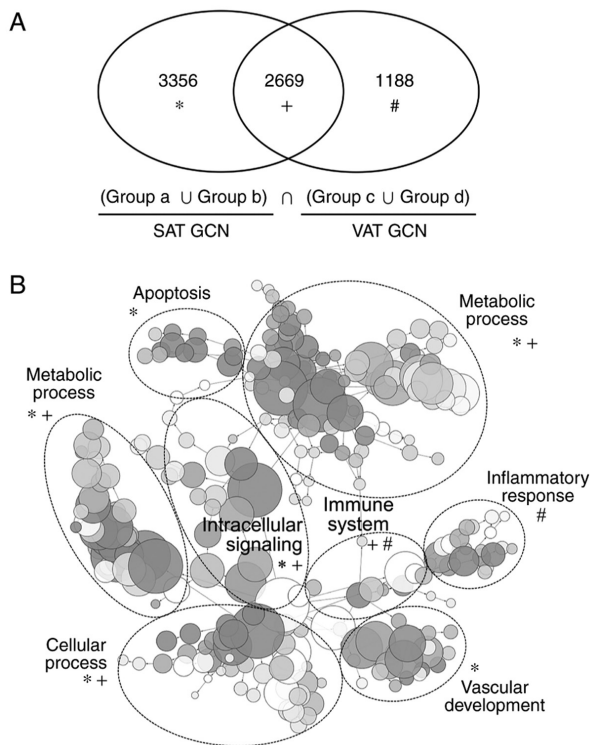 A
3356 2669 1188
* + #
(Group a ∪ Group b) ∩ (Group c ∪ Group d)
SAT GCN VAT GCN
B
Apoptosis
*
Metabolic
process
* +
Metabolic
process
* +
Inflammatory
response
#
Immune
system
+ #
Intracellular
signaling
* +
Cellular
process
* +
*
Vascular
development